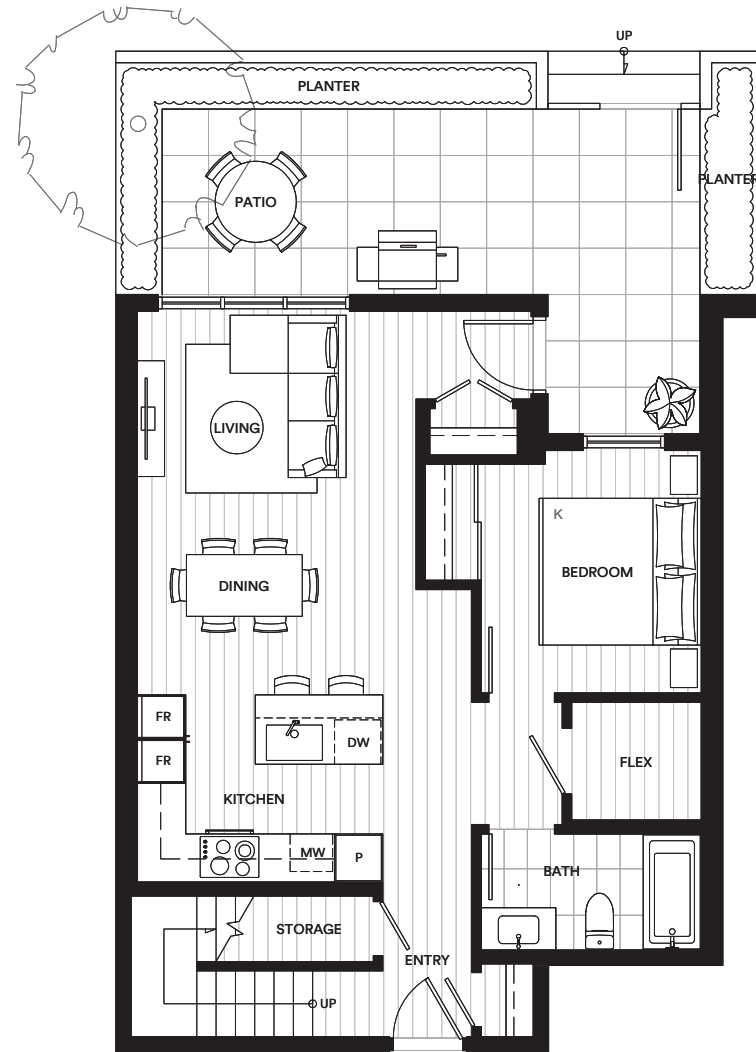 UP
PLANTER
PLANTER
PATIO
LIVING
K
BEDROOM
DINING
FR
DW
FR
FLEX
KITCHEN
MW
P
BATH
STORAGE
ENTRY
UP